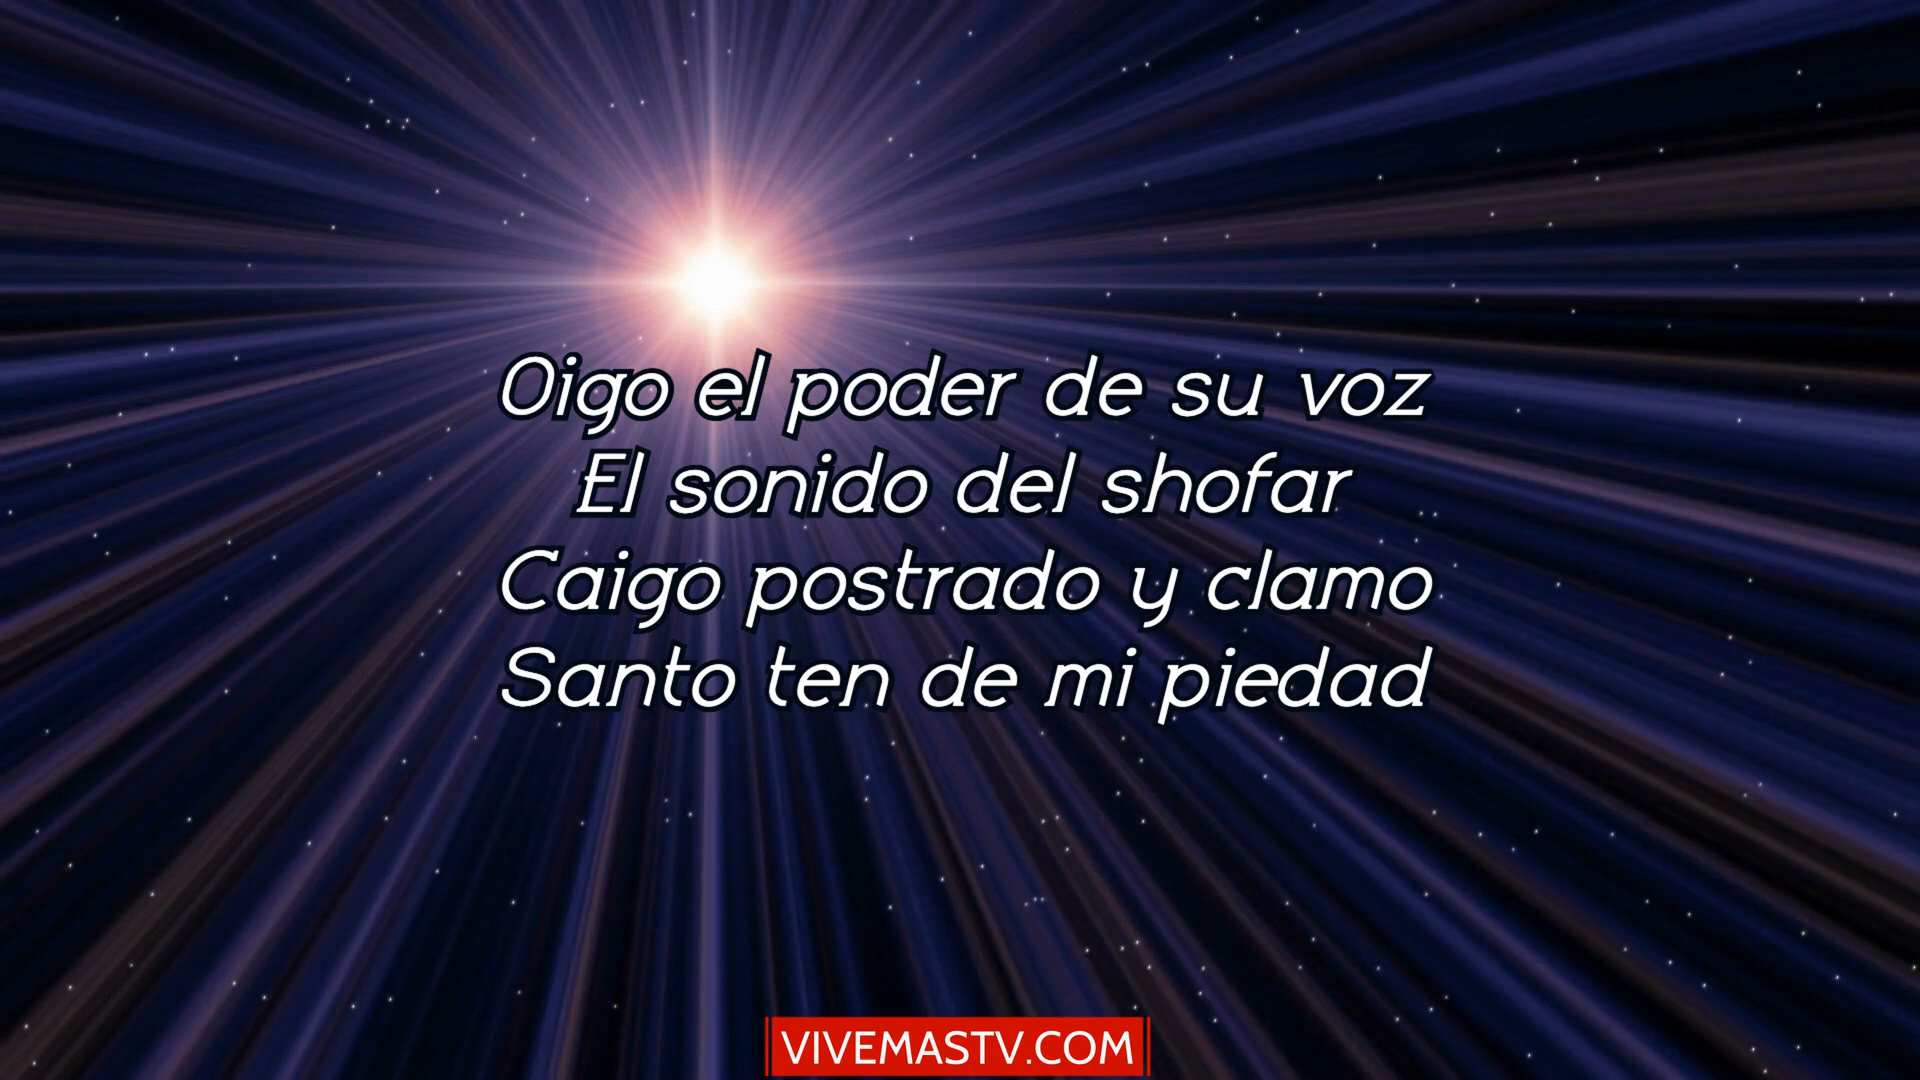 Oigo el poder de su voz
El sonido del shofar
Caigo postrado y clamo
Santo ten de mi piedad
VIVEMASTV.COM